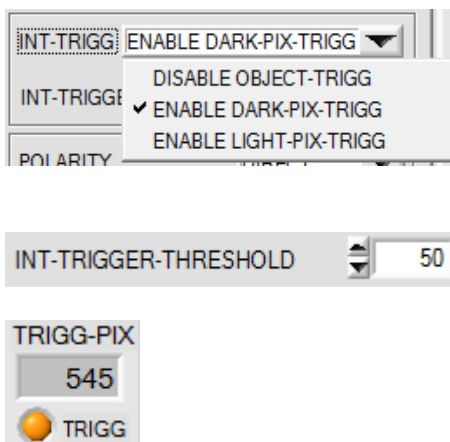 INT-TRIGG ENABLE DARK-PIX-TRIGG
DISABLE OBJECT-TRIGG
INT-TRIGGE
✔ ENABLE DARK-PIX-TRIGG
ENABLE LIGHT-PIX-TRIGG
POLARITY
INT-TRIGGER-THRESHOLD 50
TRIGG-PIX
545
TRIGG